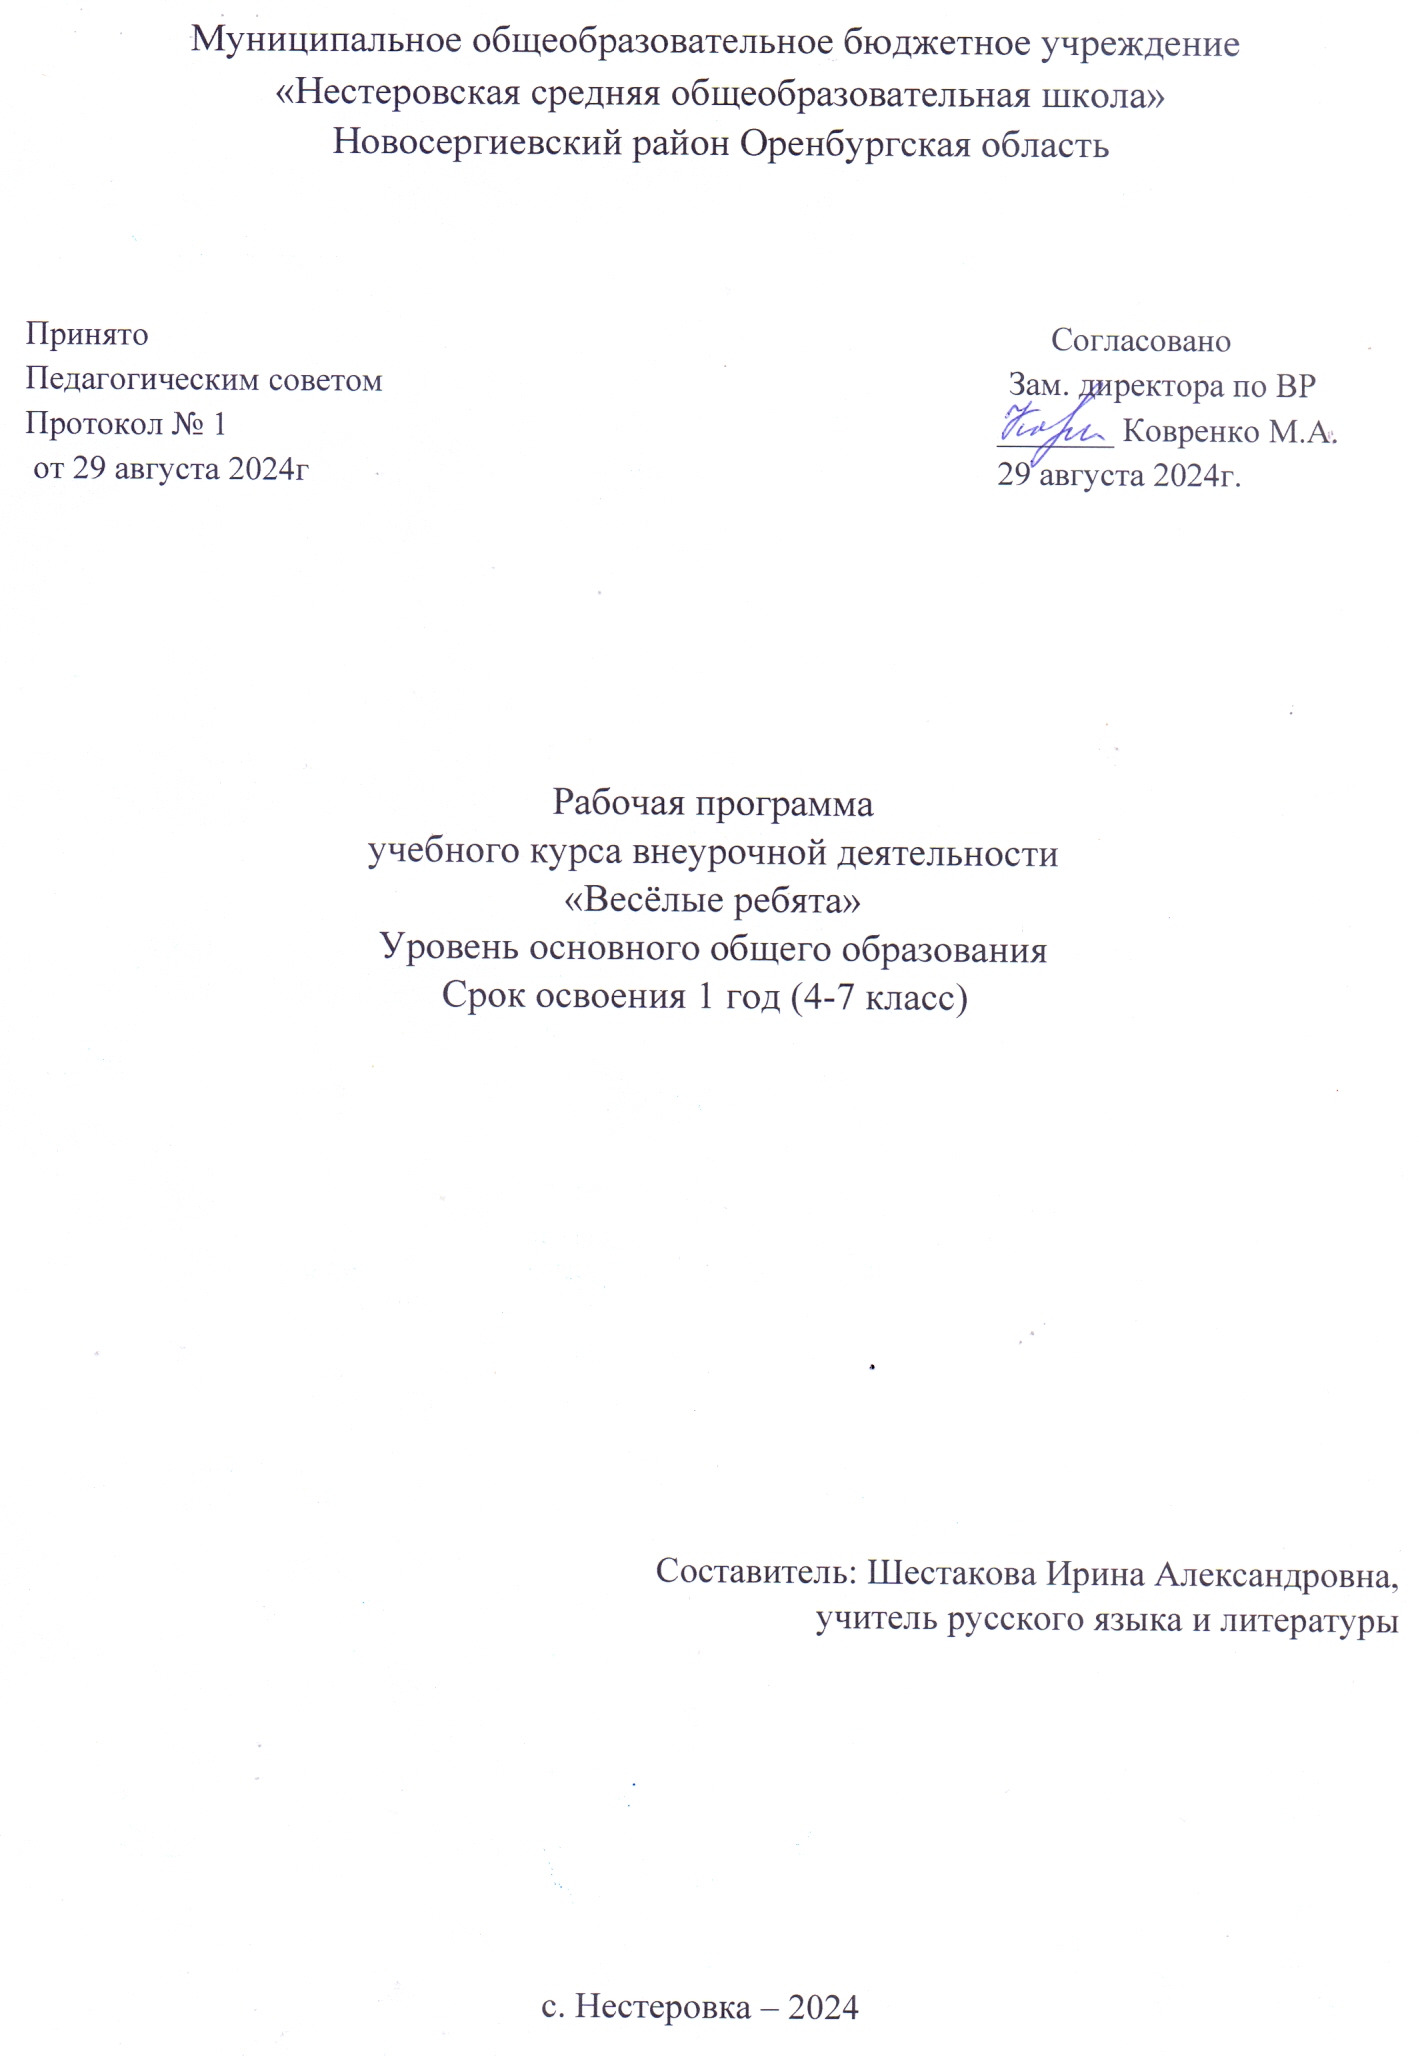 Муниципальное общеобразовательное бюджетное учреждение
«Нестеровская средняя общеобразовательная школа»
Новосергиевский район Оренбургская область
Принято
Педагогическим советом
Протокол № 1
от 29 августа 2024г
Согласовано
Зам. директора по ВР
Ковренко М.А.
29 августа 2024г.
Рабочая программа
учебного курса внеурочной деятельности
«Весёлые ребята»
Уровень основного общего образования
Срок освоения 1 год (4-7 класс)
Составитель: Шестакова Ирина Александровна,
учитель русского языка и литературы
с. Нестеровка – 2024